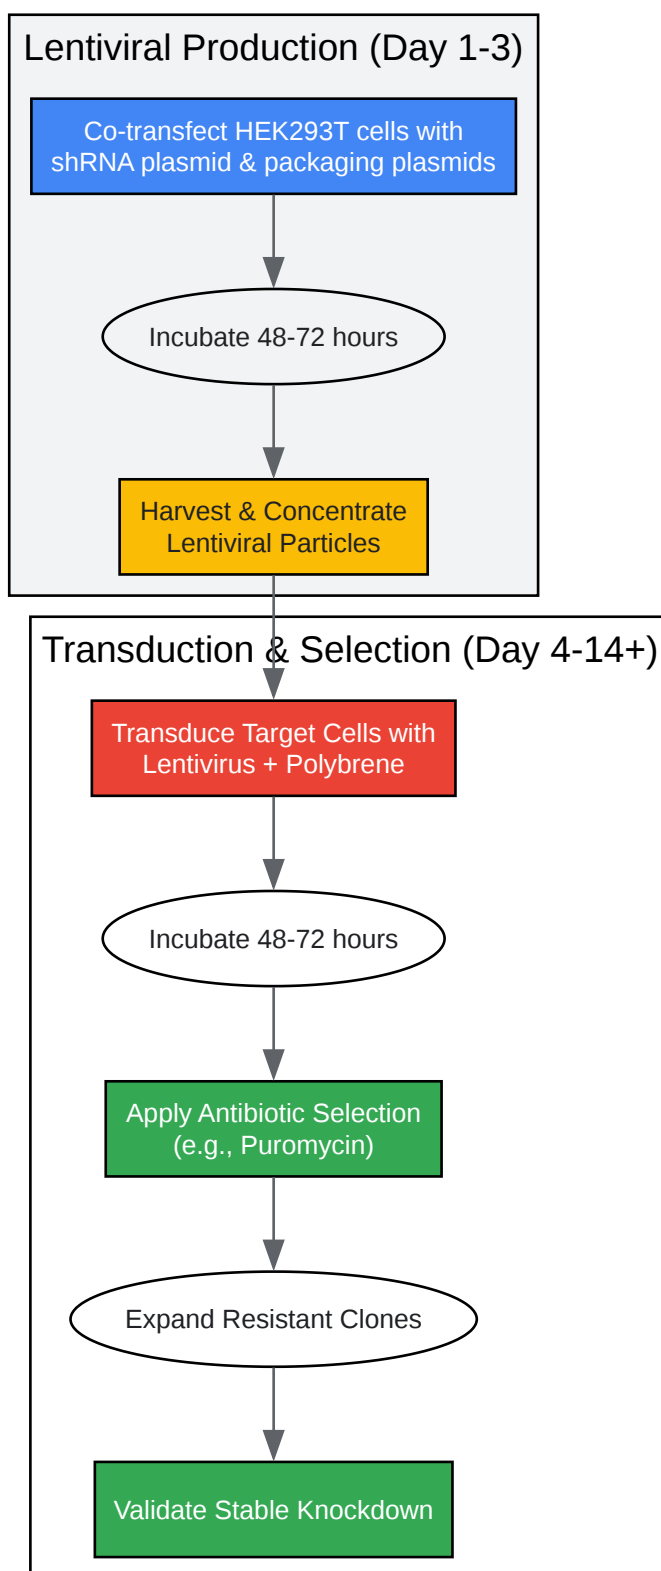 Lentiviral Production (Day 1-3)
Co-transfect HEK293T cells with
shRNA plasmid & packaging plasmids
Incubate 48-72 hours
Harvest & Concentrate
Lentiviral Particles
Transduction & Selection (Day 4-14+)
Transduce Target Cells with
Lentivirus + Polybrene
Incubate 48-72 hours
Apply Antibiotic Selection
(e.g., Puromycin)
Expand Resistant Clones
Validate Stable Knockdown